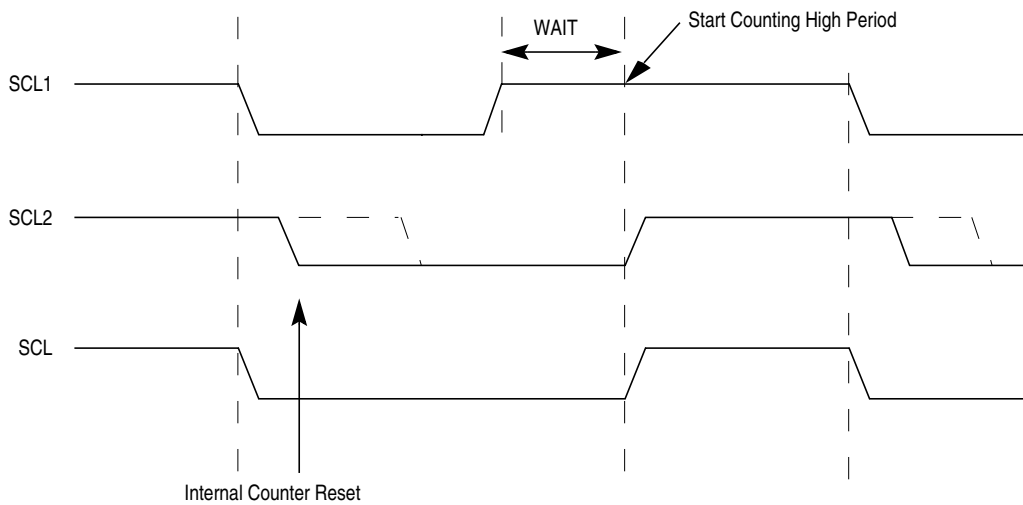 Start Counting High Period
WAIT
SCL1
SCL2
SCL
Internal Counter Reset